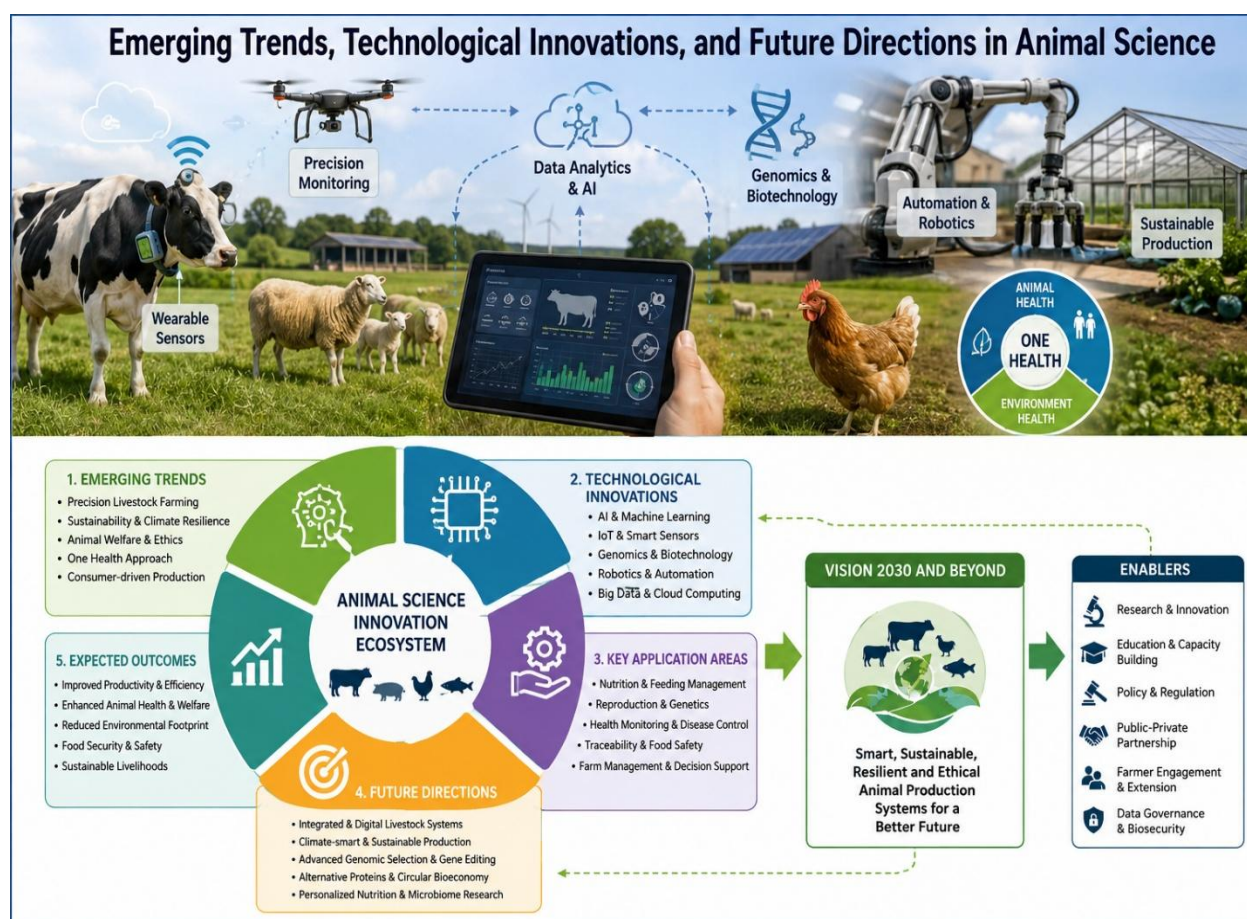 Emerging Trends, Technological Innovations, and Future Directions in Animal Science
Precision
Monitoring
Data Analytics
& AI
Genomics &
Biotechnology
Automation &
Robotics
Sustainable
Production
Wearable
Sensors
ANIMAL
HEALTH
ONE
HEALTH
ENVIRONMENT
HEALTH
1. EMERGING TRENDS
• Precision Livestock Farming
• Sustainability & Climate Resilience
• Animal Welfare & Ethics
• One Health Approach
• Consumer-driven Production
2. TECHNOLOGICAL
INNOVATIONS
• AI & Machine Learning
• IoT & Smart Sensors
• Genomics & Biotechnology
• Robotics & Automation
• Big Data & Cloud Computing
ANIMAL SCIENCE
INNOVATION
ECOSYSTEM
5. EXPECTED OUTCOMES
• Improved Productivity & Efficiency
• Enhanced Animal Health & Welfare
• Reduced Environmental Footprint
• Food Security & Safety
• Sustainable Livelihoods
3. KEY APPLICATION AREAS
• Nutrition & Feeding Management
• Reproduction & Genetics
• Health Monitoring & Disease Control
• Traceability & Food Safety
• Farm Management & Decision Support
4. FUTURE DIRECTIONS
• Integrated & Digital Livestock Systems
• Climate-smart & Sustainable Production
• Advanced Genomic Selection & Gene Editing
• Alternative Proteins & Circular Bioeconomy
• Personalized Nutrition & Microbiome Research
VISION 2030 AND BEYOND
Smart, Sustainable,
Resilient and Ethical
Animal Production
Systems for a
Better Future
ENABLERS
Research & Innovation
Education & Capacity
Building
Policy & Regulation
Public-Private
Partnership
Farmer Engagement
& Extension
Data Governance
& Biosecurity